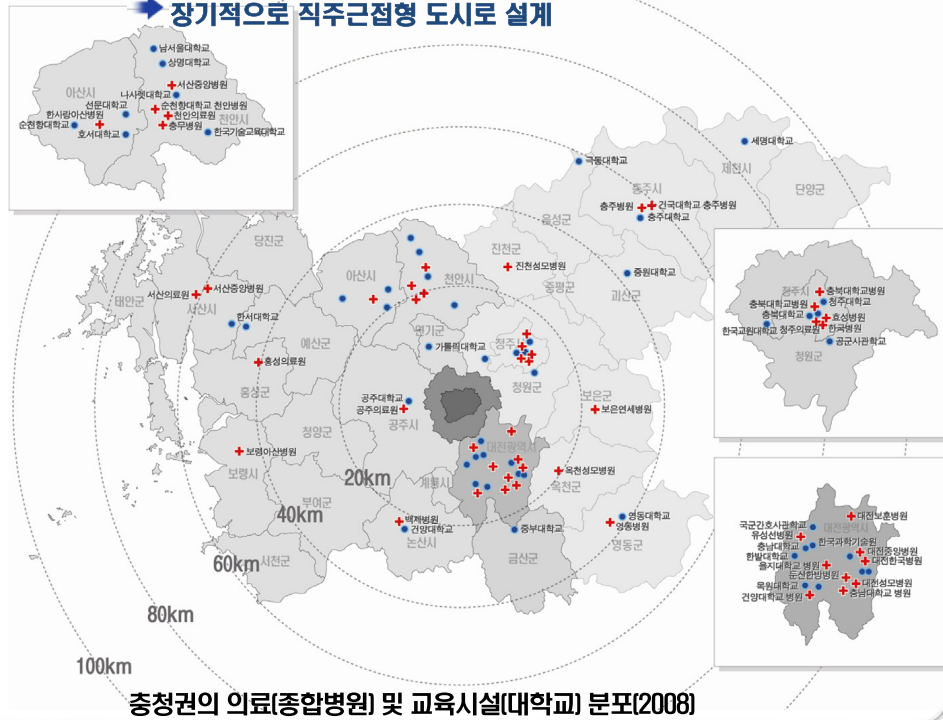 장기적으로 직주근접형 도시로 설계
남서울대학교
상명대학교
서산중앙병원
나사렛대학교
아산시
선문대학교
순천향대학교 천안병원
한사랑아산병원
천안의료원
천안시
순천향대학교
충무병원
호서대학교
한국기술교육대학교
세명대학교
극동대학교
제천시
단양군
충주시
충주병원
건국대학교 충주병원
충주대학교
음성군
당진군
진천군
진천성모병원
아산시
천안시
중원대학교
증평군
괴산군
태안군
서산의료원
서산중앙병원
서산시
한서대학교
예산군
연기군
가톨릭대학교
청주시
홍성의료원
홍성군
청원군
보은군
공주대학교
공주의료원
공주시
보은연세병원
청양군
대전광역시
보령아산병원
보령시
20km
계룡시
옥천성모병원
옥천군
부여군
40km
백제병원
건양대학교
논산시
중부대학교
영동대학교
영동병원
영동군
서천군
60km
금산군
80km
100km
청주시
충북대학교병원
충북대학교병원
청주대학교
충북대학교
효성병원
한국교원대학교
청주의료원
한국병원
공군사관학교
청원군
대전보훈병원
국군간호사관학교
대전광역시
유성선병원
충남대학교
한국과학기술원
한밭대학교
대전중앙병원
을지대학교 병원
대전한국병원
둔산한방병원
목원대학교
대전성모병원
건양대학교 병원
충남대학교 병원
충청권의 의료(종합병원) 및 교육시설(대학교) 분포(2008)